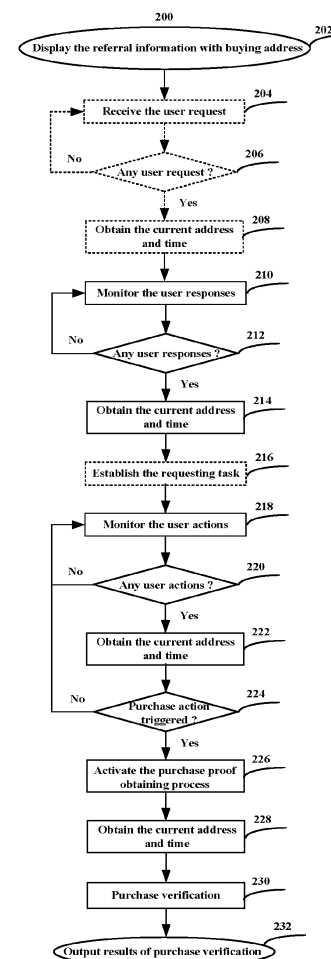 200
202
Display the referral information with buying address
204
Receive the user request
206
No
Any user request ?
Yes
208
Obtain the current address
and time
210
Monitor the user responses
212
No
Any user responses ?
Yes
214
Obtain the current address
and time
216
Establish the requesting task
218
Monitor the user actions
No
220
Any user actions ?
Yes
222
Obtain the current address
and time
224
No
Purchase action
triggered ?
Yes
226
Activate the purchase proof
obtaining process
228
Obtain the current address
and time
230
Purchase verification
232
Output results of purchase verification